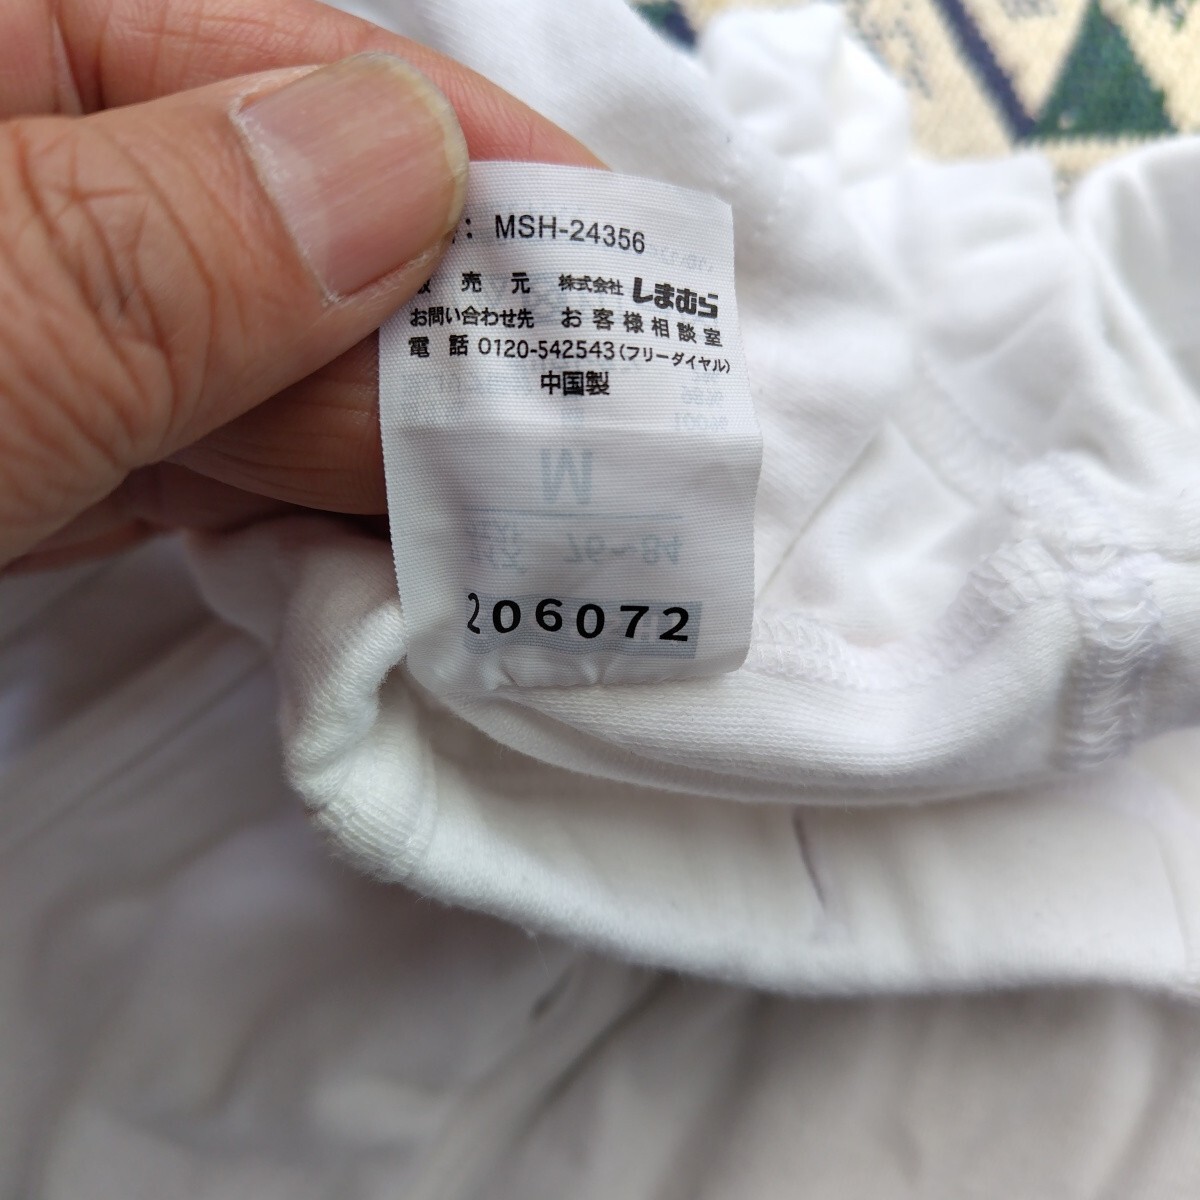 : MSH-24356
売元 株式会社 しまむら
お問い合わせ先 お客様相談室
電話 0120-542543(フリーダイヤル)
中国製
M
76~84
206072